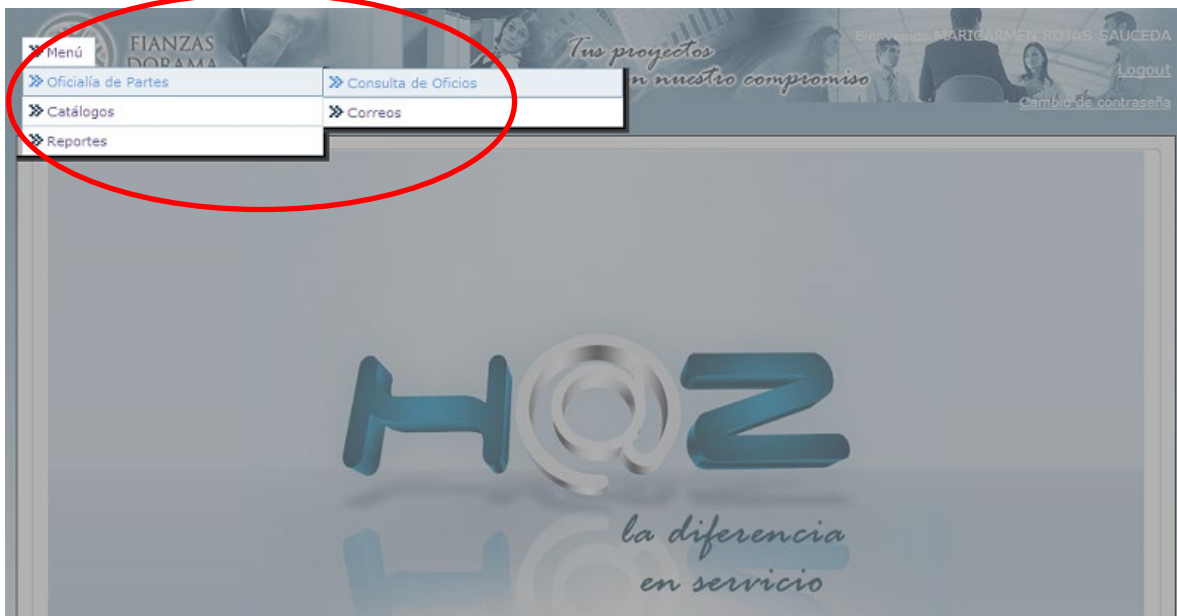 » Menú
FIANZAS
DORAMA
Tus proyectos
n nuestro compromiso
Bienvenido MARICARMEN ROJAS SAUCEDA
Logout
Cambio de contraseña
» Oficialía de Partes
» Catálogos
» Reportes
» Consulta de Oficios
» Correos
H@Z
la diferencia
en servicio